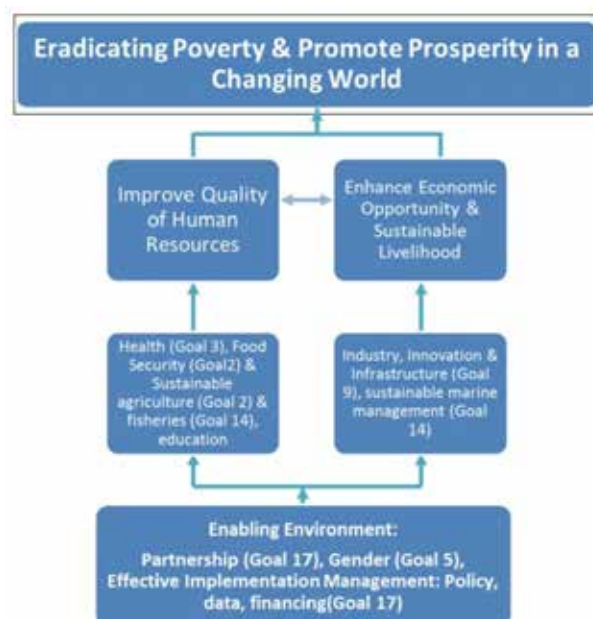 Eradicating Poverty & Promote Prosperity in a
Changing World
Improve Quality
of Human
Resources
Enhance Economic
Opportunity &
Sustainable
Livelihood
Health (Goal 3), Food
Security (Goal2) &
Sustainable
agriculture (Goal 2) &
fisheries (Goal 14),
education
Industry, Innovation &
Infrastructure (Goal
9), sustainable marine
management (Goal
14)
Enabling Environment:
Partnership (Goal 17), Gender (Goal 5),
Effective Implementation Management: Policy,
data, financing(Goal 17)